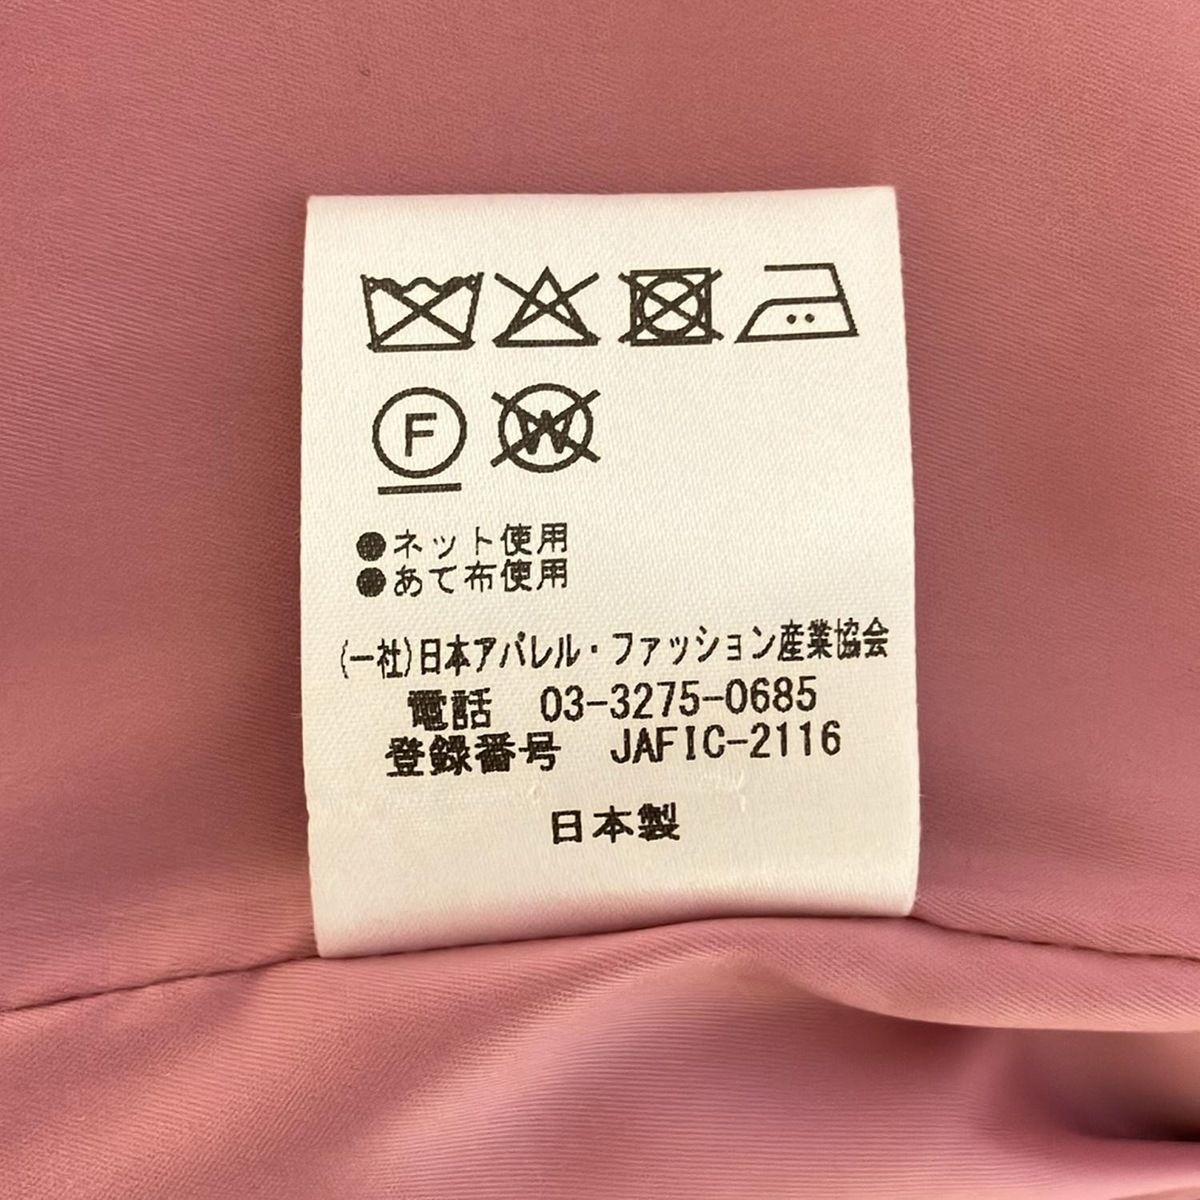 F W
●ネット使用
●あて布使用
(一社)日本アパレル・ファッション産業協会
電話 03-3275-0685
登録番号 JAFIC-2116
日本製